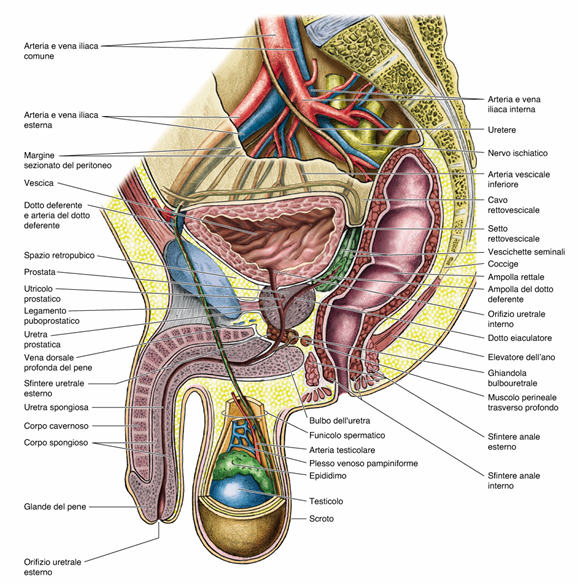 Arteria e vena iliaca
comune
Arteria e vena iliaca
esterna
Margine
sezionato del peritoneo
Vescica
Dotto deferente
e arteria del dotto
deferente
Spazio retropubico
Prostata
Utricolo
prostatico
Legamento
puboprostatico
Uretra
prostatica
Vena dorsale
profonda del pene
Sfintere uretrale
esterno
Uretra spongiosa
Corpo cavernoso
Corpo spongioso
Glande del pene
Orifizio uretrale
esterno
Bulbo dell'uretra
Funicolo spermatico
Arteria testicolare
Plesso venoso pampiniforme
Epididimo
Testicolo
Scroto
Arteria e vena
iliaca interna
Uretere
Nervo ischiatico
Arteria vescicale
inferiore
Cavo
rettovescicale
Setto
rettovescicale
Vescichette seminali
Coccige
Ampolla rettale
Ampolla del dotto
deferente
Orifizio uretrale
interno
Dotto eiaculatore
Elevatore dell'ano
Ghiandola
bulbouretrale
Muscolo perineale
trasverso profondo
Sfintere anale
esterno
Sfintere anale
interno